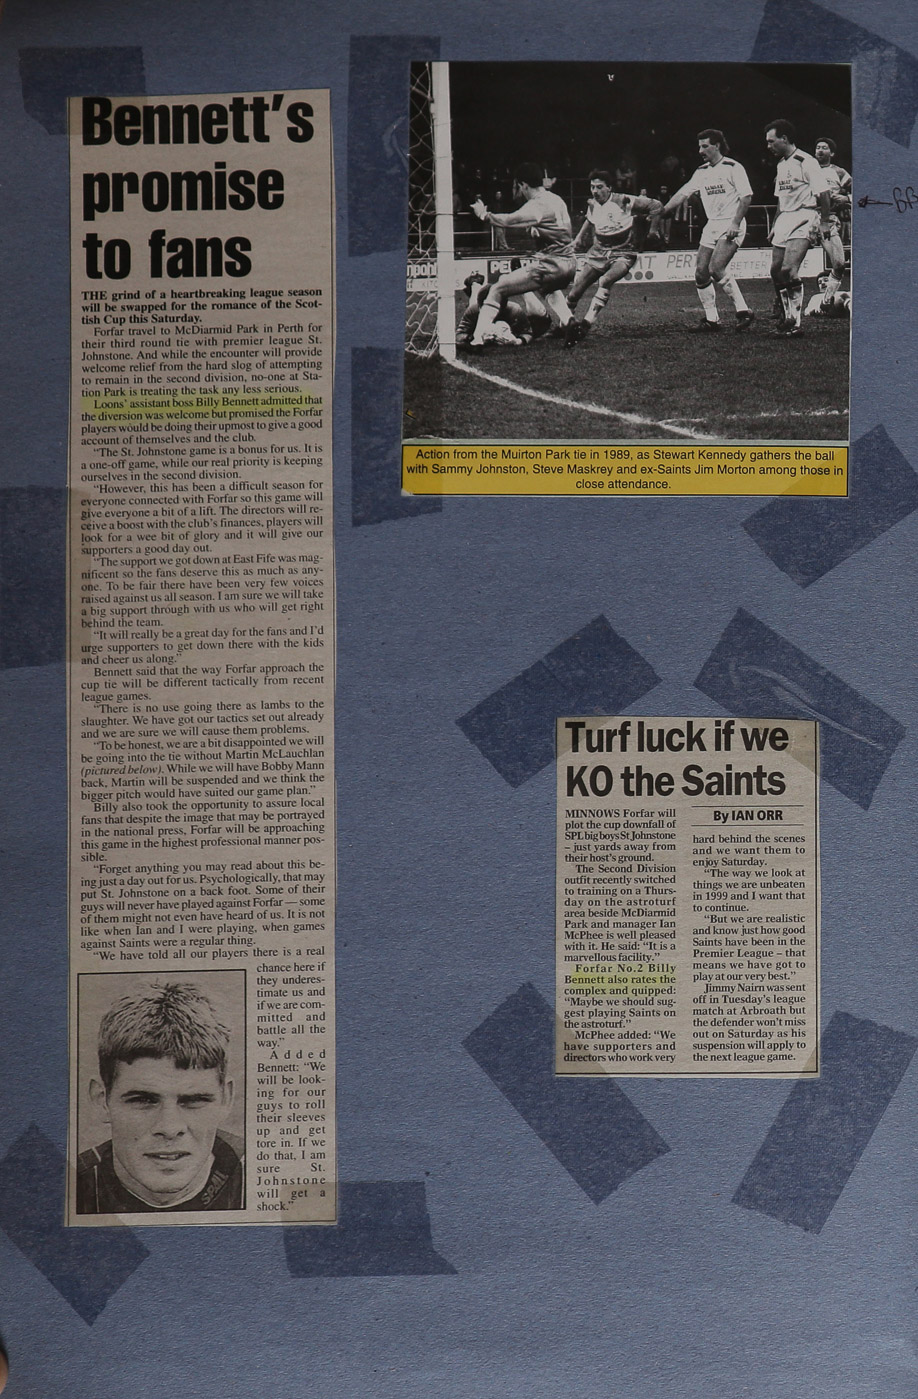 Bennett's
promise
to fans
THE grind of a heartbreaking league season
will be swapped for the romance of the Scot-
tish Cup this Saturday.
Forfar travel to McDiarmid Park in Perth for
their third round tie with premier league St.
Johnstone. And while the encounter will provide
welcome relief from the hard slog of attempting
to remain in the second division, no-one at Sta-
tion Park is treating the task any less serious.
Loons' assistant boss Billy Bennett admitted that
the diversion was welcome but promised the Forfar
players would be doing their upmost to give a good
account of themselves and the club.
"The St. Johnstone game is a bonus for us. It is
a one-off game, while our real priority is keeping
ourselves in the second division.
"However, this has been a difficult season for
everyone connected with Forfar so this game will
give everyone a bit of a lift. The directors will re-
ceive a boost with the club's finances, players will
look for a wee bit of glory and it will give our
supporters a good day out.
"The support we got down at East Fife was mag-
nificent so the fans deserve this as much as any-
one. To be fair there have been very few voices
raised against us all season. I am sure we will take
a big support through with us who will get right
behind the team.
"It will really be a great day for the fans and I'd
urge supporters to get down there with the kids
and cheer us along."
Bennett said that the way Forfar approach the
cup tie will be different tactically from recent
league games.
"There is no use going there as lambs to the
slaughter. We have got our tactics set out already
and we are sure we will cause them problems.
"To be honest, we are a bit disappointed we will
be going into the tie without Martin McLauchlan
(pictured below). While we will have Bobby Mann
back, Martin will be suspended and we think the
bigger pitch would have suited our game plan."
Billy also took the opportunity to assure local
fans that despite the image that may be portrayed
in the national press, Forfar will be approaching
this game in the highest professional manner pos-
sible.
"Forget anything you may read about this be-
ing just a day out for us. Psychologically, that may
put St. Johnstone on a back foot. Some of their
guys will never have played against Forfar — some
of them might not even have heard of us. It is not
like when Ian and I were playing, when games
against Saints were a regular thing.
"We have told all our players there is a real
chance here if
they underes-
timate us and
if we are com-
mitted and
battle all the
way."
Added
Bennett: "We
will be look-
ing for our
guys to roll
their sleeves
up and get
tore in. If we
do that, I am
sure St.
Johnstone
will get a
shock."
Action from the Muirton Park tie in 1989, as Stewart Kennedy gathers the ball
with Sammy Johnston, Steve Maskrey and ex-Saints Jim Morton among those in
close attendance.
Turf luck if we
KO the Saints
MINNOWS Forfar will
plot the cup downfall of
SPL big boys St Johnstone
– just yards away from
their host's ground.
The Second Division
outfit recently switched
to training on a Thurs-
day on the astroturf
area beside McDiarmid
Park and manager Ian
McPhee is well pleased
with it. He said: "It is a
marvellous facility."
Forfar No.2 Billy
Bennett also rates the
complex and quipped:
"Maybe we should sug-
gest playing Saints on
the astroturf."
McPhee added: "We
have supporters and
directors who work very
By IAN ORR
hard behind the scenes
and we want them to
enjoy Saturday.
"The way we look at
things we are unbeaten
in 1999 and I want that
to continue.
"But we are realistic
and know just how good
Saints have been in the
Premier League – that
means we have got to
play at our very best."
Jimmy Nairn was sent
off in Tuesday's league
match at Arbroath but
the defender won't miss
out on Saturday as his
suspension will apply to
the next league game.